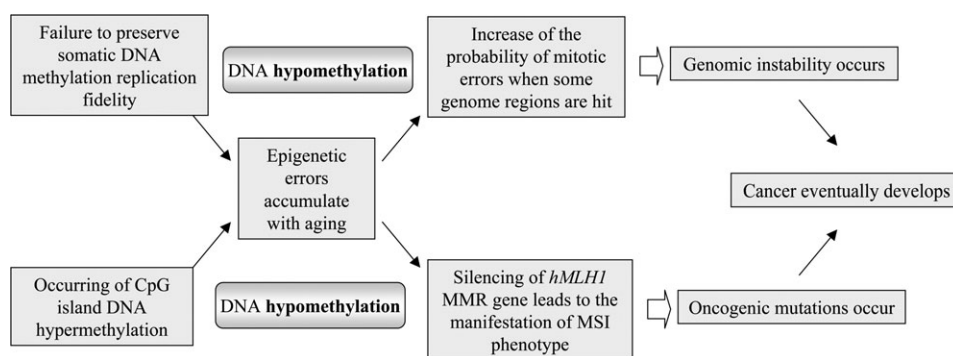 Failure to preserve
somatic DNA
methylation replication
fidelity
DNA hypomethylation
Increase of the
probability of mitotic
errors when some
genome regions are hit
Genomic instability occurs
Epigenetic
errors
accumulate
with aging
Cancer eventually develops
Occurring of CpG
island DNA
hypermethylation
DNA hypomethylation
Silencing of hMLH1
MMR gene leads to the
manifestation of MSI
phenotype
Oncogenic mutations occur